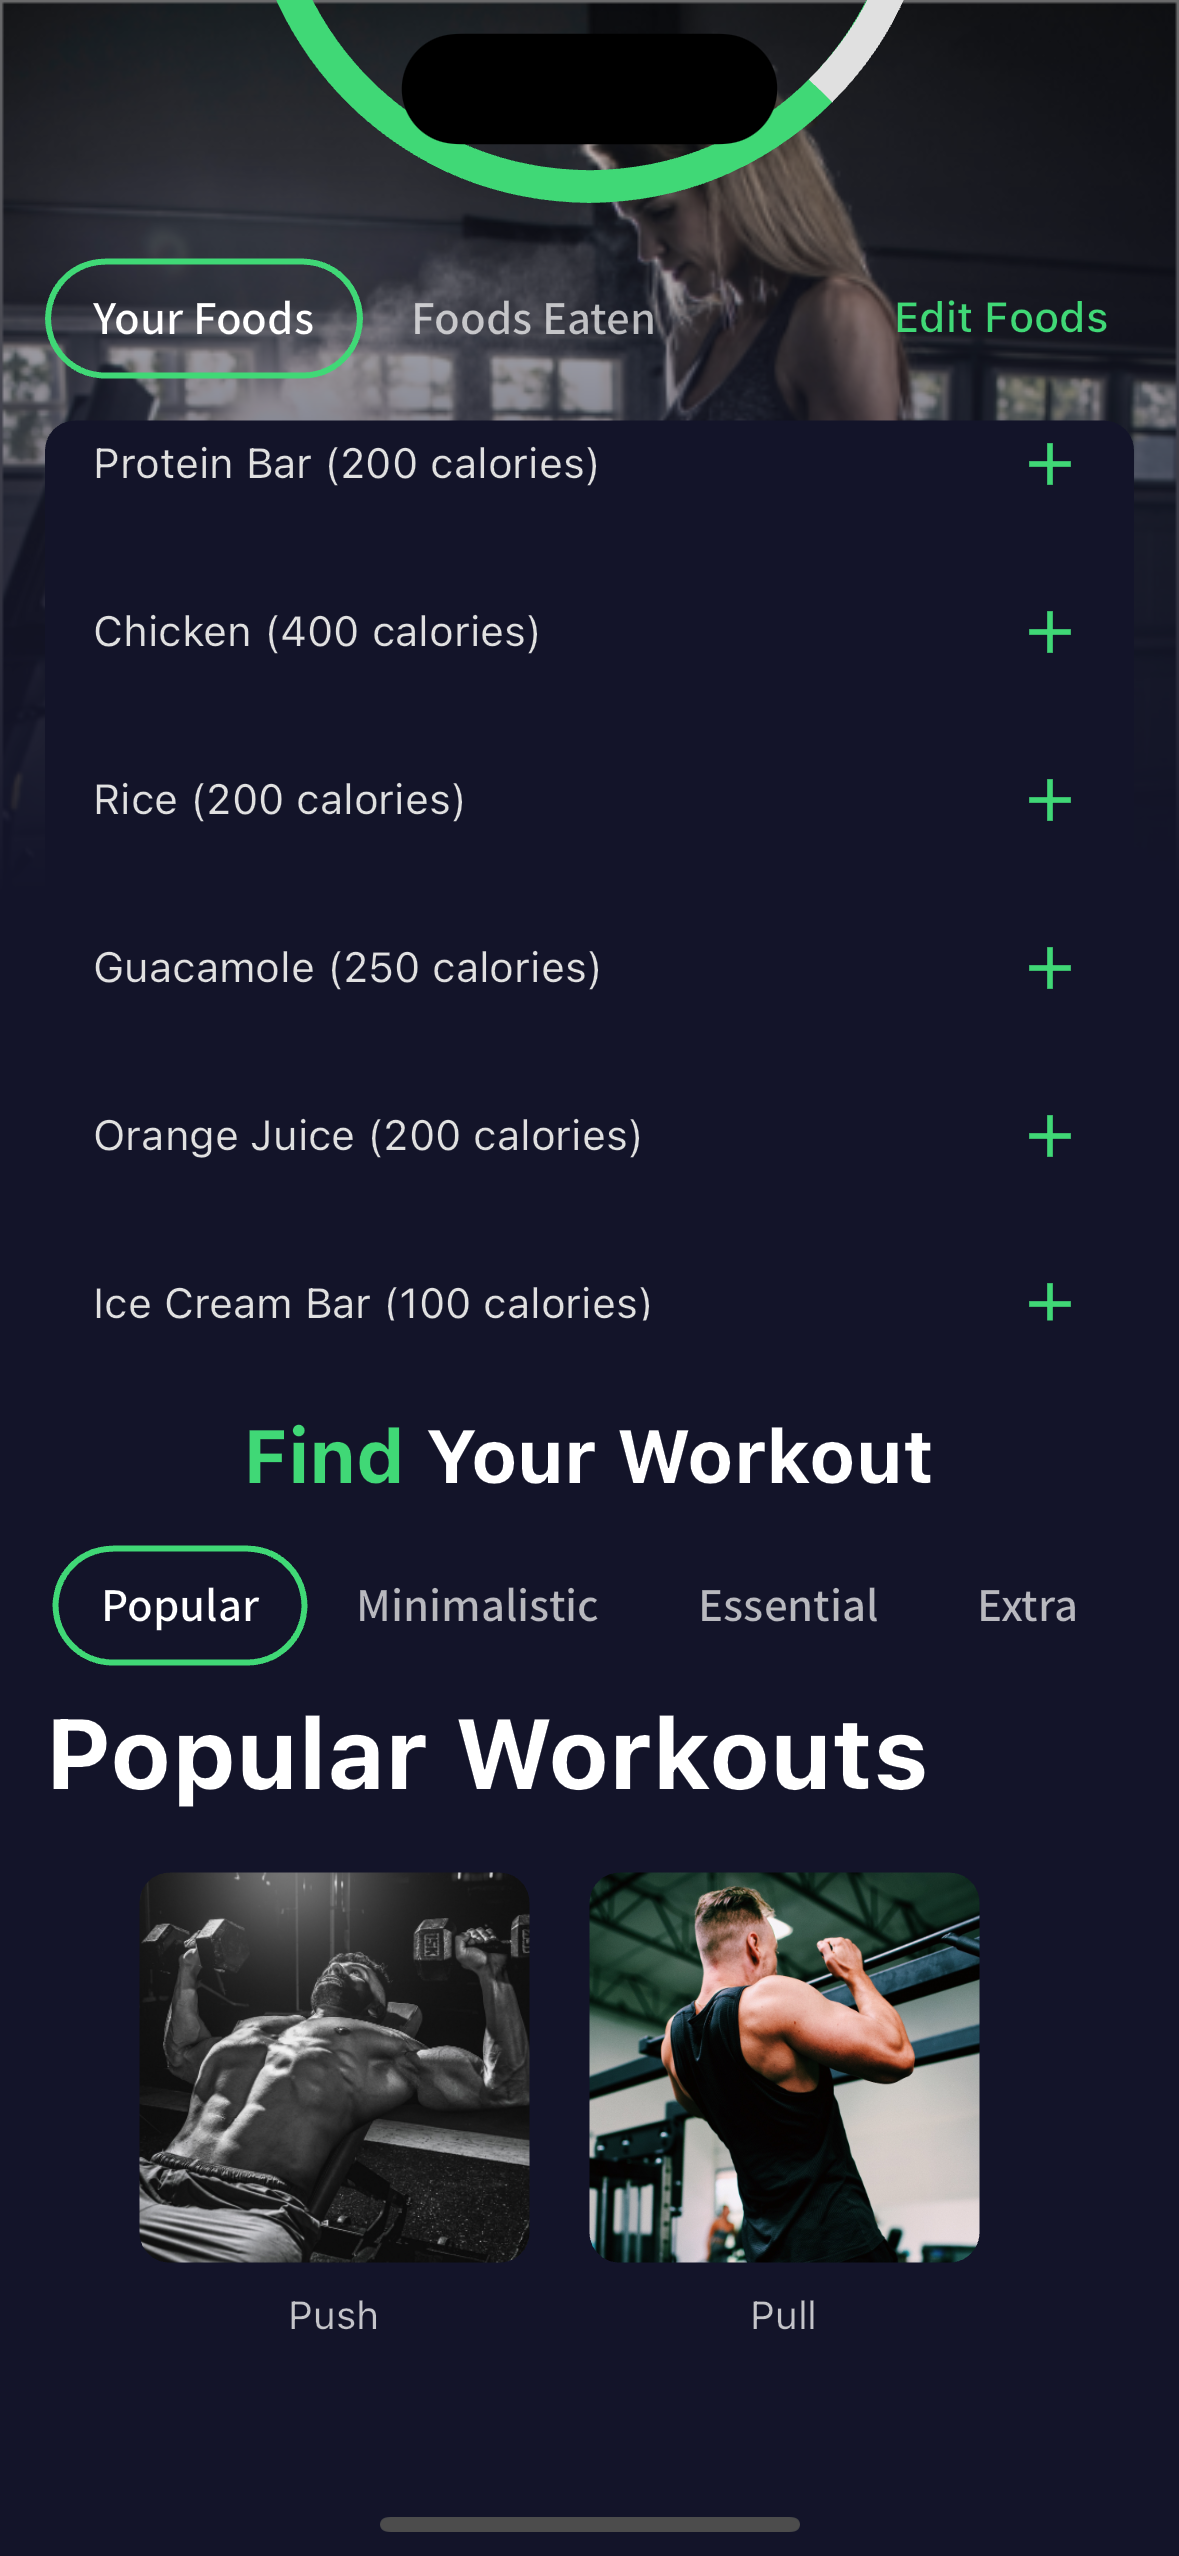 Your Foods
Foods Eaten
Edit Foods
Protein Bar (200 calories)
Chicken (400 calories)
Rice (200 calories)
Guacamole (250 calories)
Orange Juice (200 calories)
Ice Cream Bar (100 calories)
Find Your Workout
Popular
Minimalistic
Essential
Extra
Popular Workouts
Push
Pull